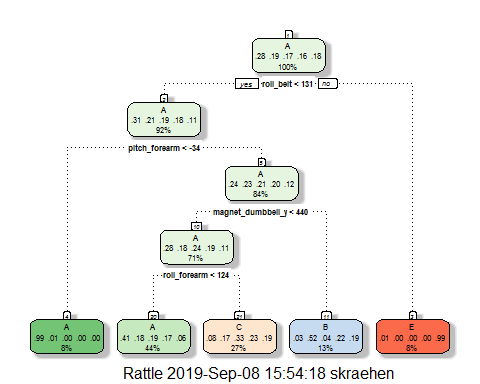 1
A
.28 .19 .17 .16 .18
100%
yes roll_belt < 131 no
2
A
.31 .21 .19 .18 .11
92%
pitch_forearm < -34
5
A
.24 .23 .21 .20 .12
84%
magnet_dumbbell_y < 440
10
A
.28 .18 .24 .19 .11
71%
roll_forearm < 124
4
A
.99 .01 .00 .00 .00
8%
20
A
.41 .18 .19 .17 .06
44%
21
C
.08 .17 .33 .23 .19
27%
11
B
.03 .52 .04 .22 .19
13%
3
E
.01 .00 .00 .00 .99
8%
Rattle 2019-Sep-08 15:54:18 skraehen